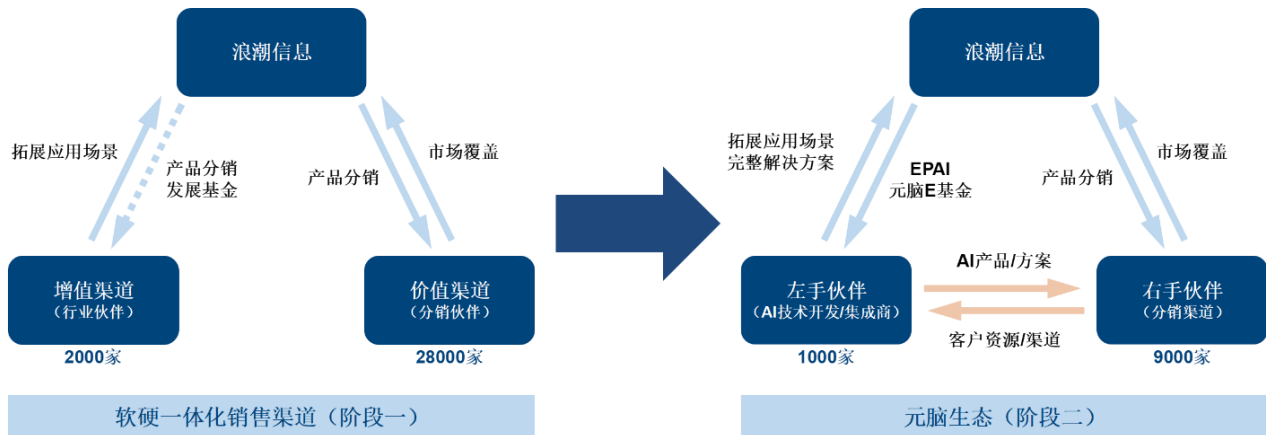 浪潮信息
拓展应用场景
产品分销
发展基金
产品分销
市场覆盖
增值渠道
（行业伙伴）
2000家
价值渠道
（分销伙伴）
28000家
软硬一体化销售渠道（阶段一）
浪潮信息
拓展应用场景
完整解决方案
EPAI
元脑E基金
产品分销
市场覆盖
左手伙伴
（AI技术开发/集成商）
1000家
AI产品/方案
客户资源/渠道
右手伙伴
（分销渠道）
9000家
元脑生态（阶段二）